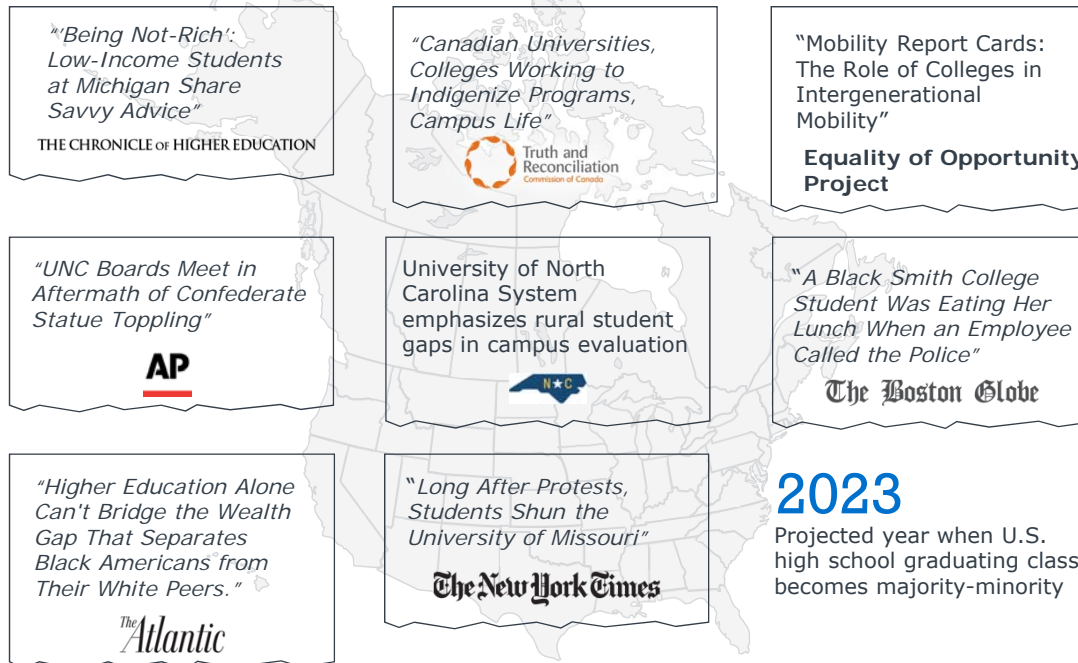 “‘Being Not-Rich’:
Low-Income Students
at Michigan Share
Savvy Advice”
THE CHRONICLE OF HIGHER EDUCATION
“Canadian Universities,
Colleges Working to
Indigenize Programs,
Campus Life”
Truth and
Reconciliation
Commission of Canada
“Mobility Report Cards:
The Role of Colleges in
Intergenerational
Mobility”
Equality of Opportunity
Project
“UNC Boards Meet in
Aftermath of Confederate
Statue Toppling”
AP
University of North
Carolina System
emphasizes rural student
gaps in campus evaluation
N★C
“A Black Smith College
Student Was Eating Her
Lunch When an Employee
Called the Police”
The Boston Globe
“Higher Education Alone
Can't Bridge the Wealth
Gap That Separates
Black Americans from
Their White Peers.”
The Atlantic
“Long After Protests,
Students Shun the
University of Missouri”
The New York Times
2023
Projected year when U.S.
high school graduating class
becomes majority-minority